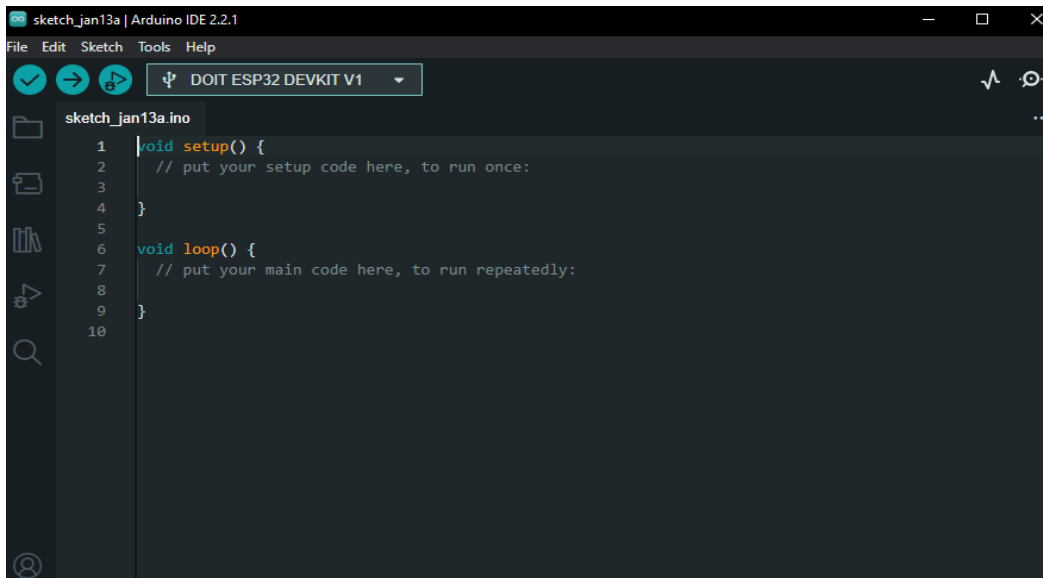 sketch_jan13a | Arduino IDE 2.2.1
File Edit Sketch Tools Help
DOIT ESP32 DEVKIT V1
sketch_jan13a.ino
1 void setup() {
2 // put your setup code here, to run once:
3
4 }
5
6 void loop() {
7 // put your main code here, to run repeatedly:
8
9 }
10